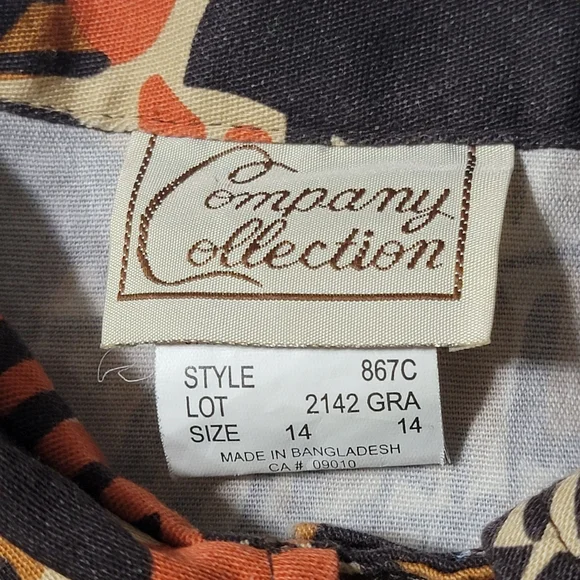 Company
Collection
STYLE 867C
LOT 2142 GRA
SIZE 14 14
MADE IN BANGLADESH
CA# 09010